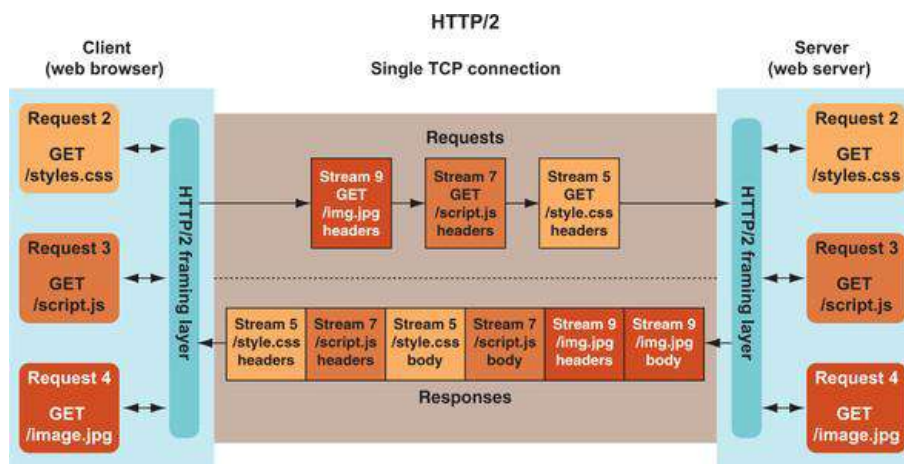 HTTP/2
Client
(web browser)
Single TCP connection
Server
(web server)
Request 2
GET
/styles.css
Request 3
GET
/script.js
Request 4
GET
/image.jpg
HTTP/2 framing layer
Requests
Stream 9
GET
/img.jpg
headers
Stream 7
GET
/script.js
headers
Stream 5
GET
/style.css
headers
Stream 5
/style.css
headers
Stream 7
/script.js
headers
Stream 5
/style.css
body
Stream 7
/script.js
body
Stream 9
/img.jpg
headers
Stream 9
/img.jpg
body
Responses
HTTP/2 framing layer
Request 2
GET
/styles.css
Request 3
GET
/script.js
Request 4
GET
/image.jpg